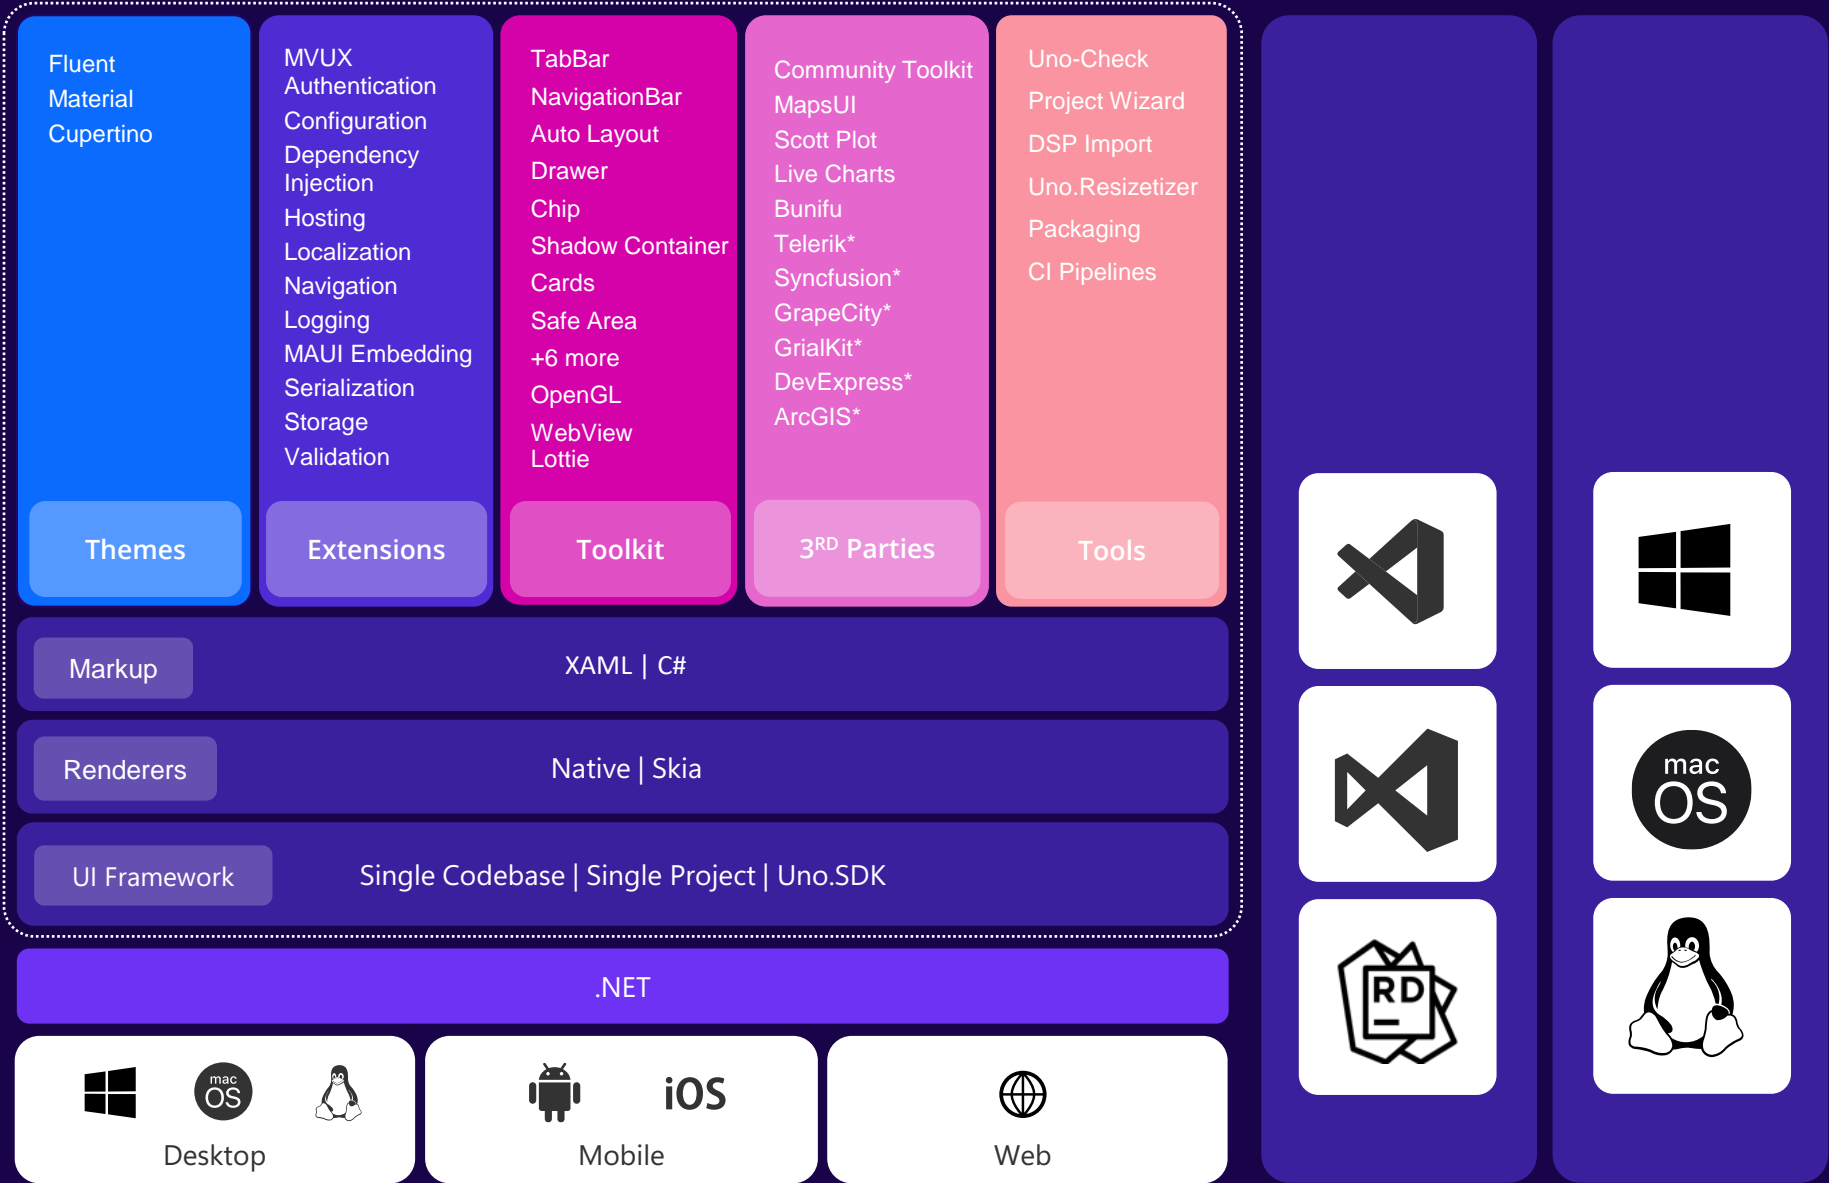 Fluent
Material
Cupertino
Themes
MVUX
Authentication
Configuration
Dependency
Injection
Hosting
Localization
Navigation
Logging
MAUI Embedding
Serialization
Storage
Validation
Extensions
TabBar
NavigationBar
Auto Layout
Drawer
Chip
Shadow Container
Cards
Safe Area
+6 more
OpenGL
WebView
Lottie
Toolkit
Community Toolkit
MapsUI
Scott Plot
Live Charts
Bunifu
Telerik*
Syncfusion*
GrapeCity*
GrialKit*
DevExpress*
ArcGIS*
3RD Parties
Uno-Check
Project Wizard
DSP Import
Uno.Resizetizer
Packaging
CI Pipelines
Tools
Markup
XAML | C#
Renderers
Native | Skia
UI Framework
Single Codebase | Single Project | Uno.SDK
.NET
mac
OS
Desktop
iOS
Mobile
Web
RD
mac
OS